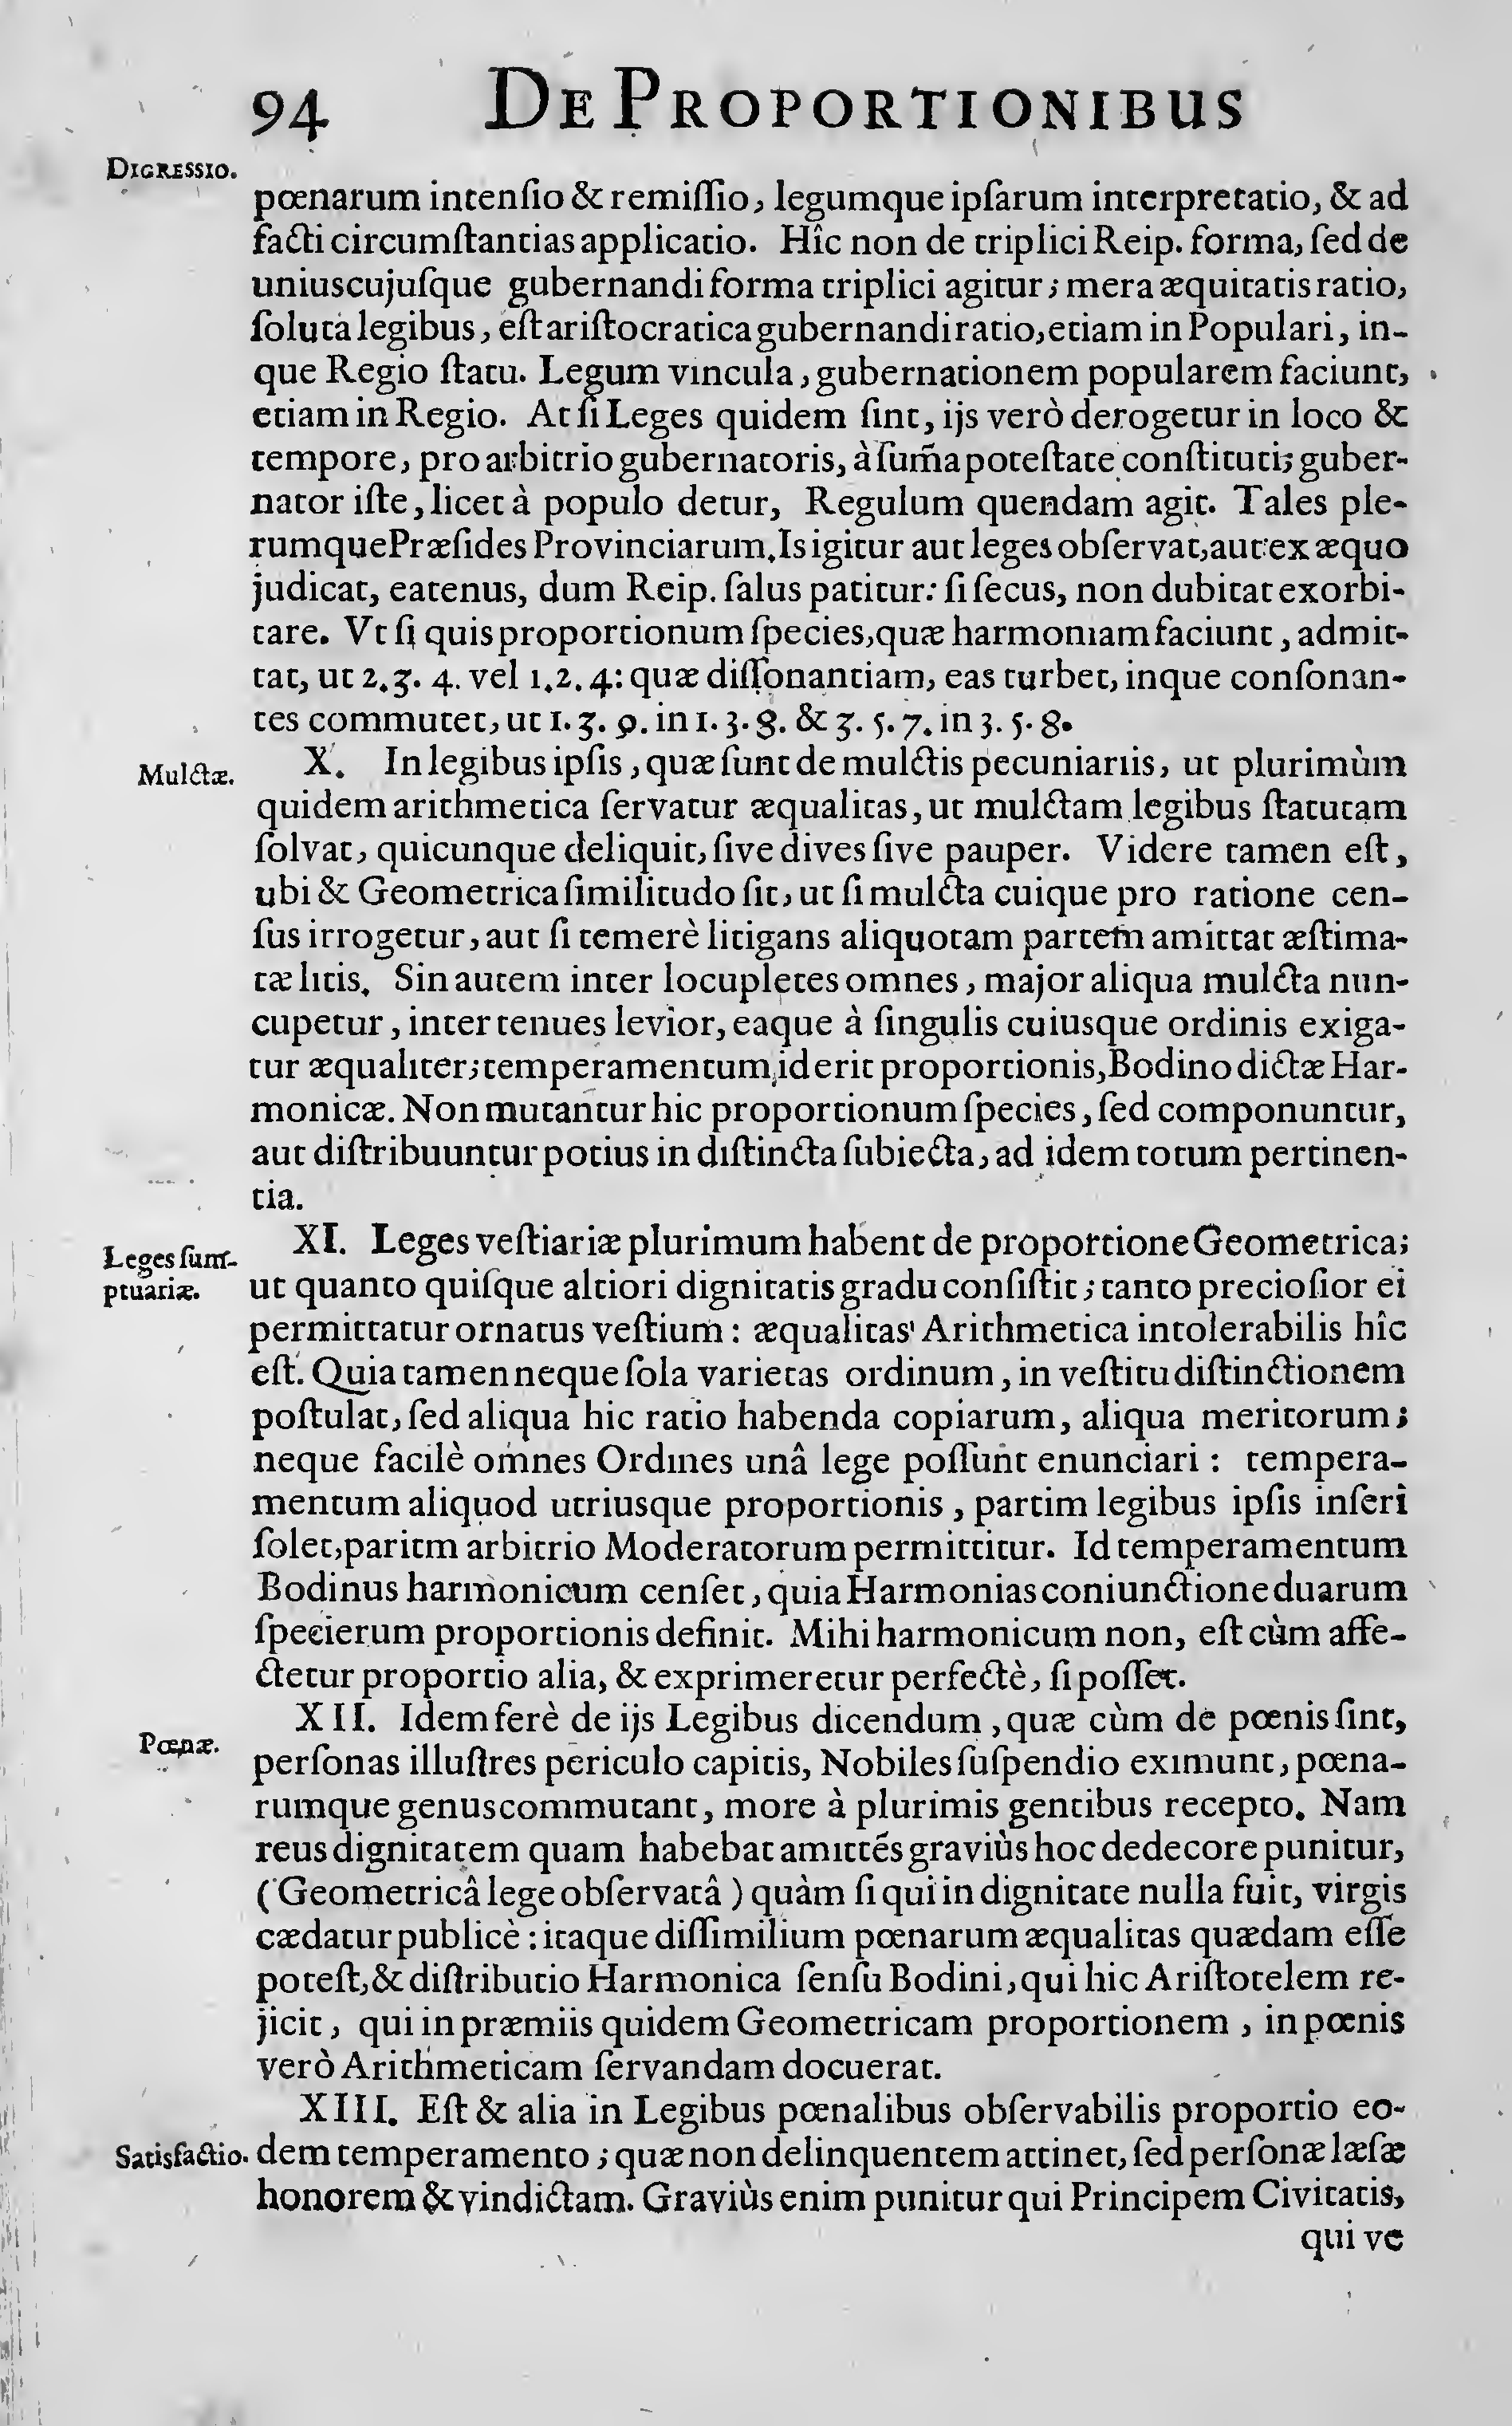 94 DE PROPORTIONIBUS
DIGRESSIO.
pœnarum intenſio & remiſſio, legumque ipſarum interpretatio, & ad
facti circumſtantias applicatio. Hîc non de triplici Reip. forma, ſed de
uniuscujuſque gubernandi forma triplici agitur; mera æquitatis ratio,
ſoluta legibus, eſt ariſtocratica gubernandi ratio, etiam in Populari, in-
que Regio ſtatu. Legum vincula, gubernationem popularem faciunt,
etiam in Regio. At ſi Leges quidem ſint, ijs verò derogetur in loco &
tempore, pro arbitrio gubernatoris, à ſum̃a poteſtate conſtituti; guber-
nator iſte, licet à populo detur, Regulum quendam agit. Tales ple-
rumque Præſides Provinciarum. Is igitur aut leges obſervat, aut ex æquo
judicat, eatenus, dum Reip. ſalus patitur: ſi ſecus, non dubitat exorbi-
tare. Vt ſi quis proportionum ſpecies, quæ harmoniam faciunt, admit-
tat, ut 2. 3. 4. vel 1. 2. 4: quæ diſſonantiam, eas turbet, inque conſonan-
tes commutet, ut 1. 3. 9. in 1. 3. 8. & 3. 5. 7. in 3. 5. 8.
Mulctæ.
X. In legibus ipſis, quæ ſunt de mulctis pecuniariis, ut plurimùm
quidem arithmetica ſervatur æqualitas, ut mulctam legibus ſtatutam
ſolvat, quicunque deliquit, ſive dives ſive pauper. Videre tamen eſt,
ubi & Geometrica ſimilitudo ſit, ut ſi mulcta cuique pro ratione cen-
ſus irrogetur, aut ſi temerè litigans aliquotam partem amittat æſtima-
tæ litis. Sin autem inter locupletes omnes, major aliqua mulcta nun-
cupetur, inter tenues levior, eaque à ſingulis cuiusque ordinis exiga-
tur æqualiter; temperamentum id erit proportionis, Bodino dictæ Har-
monicæ. Non mutantur hic proportionum ſpecies, ſed componuntur,
aut diſtribuuntur potius in diſtincta ſubiecta, ad idem totum pertinen-
tia.
Leges ſum-
ptuariæ.
XI. Leges veſtiariæ plurimum habent de proportione Geometrica;
ut quanto quiſque altiori dignitatis gradu conſiſtit; tanto precioſior ei
permittatur ornatus veſtium: æqualitas Arithmetica intolerabilis hîc
eſt. Quia tamen neque ſola varietas ordinum, in veſtitu diſtinctionem
poſtulat, ſed aliqua hic ratio habenda copiarum, aliqua meritorum;
neque facilè omnes Ordines unâ lege poſſunt enunciari: tempera-
mentum aliquod utriusque proportionis, partim legibus ipſis inſeri
ſolet, paritm arbitrio Moderatorum permittitur. Id temperamentum
Bodinus harmonicum cenſet, quia Harmonias coniunctione duarum
ſpecierum proportionis definit. Mihi harmonicum non, eſt cùm affe-
ctetur proportio alia, & exprimeretur perfectè, ſi poſſet.
Pœnæ.
XII. Idem ferè de ijs Legibus dicendum, quæ cùm de pœnis ſint,
perſonas illuſtres periculo capitis, Nobiles ſuſpendio eximunt, pœna-
rumque genus commutant, more à plurimis gentibus recepto. Nam
reus dignitatem quam habebat amittẽs graviùs hoc dedecore punitur,
(Geometricâ lege obſervatâ) quàm ſi qui in dignitate nulla fuit, virgis
cædatur publicè: itaque diſſimilium pœnarum æqualitas quædam eſſe
poteſt, & diſtributio Harmonica ſenſu Bodini, qui hic Ariſtotelem re-
jicit, qui in præmiis quidem Geometricam proportionem, in pœnis
verò Arithmeticam ſervandam docuerat.
XIII. Eſt & alia in Legibus pœnalibus obſervabilis proportio eo-
Satisfactio.
dem temperamento; quæ non delinquentem attinet, ſed perſonæ læſæ
honorem & vindictam. Graviùs enim punitur qui Principem Civitatis,
qui ve